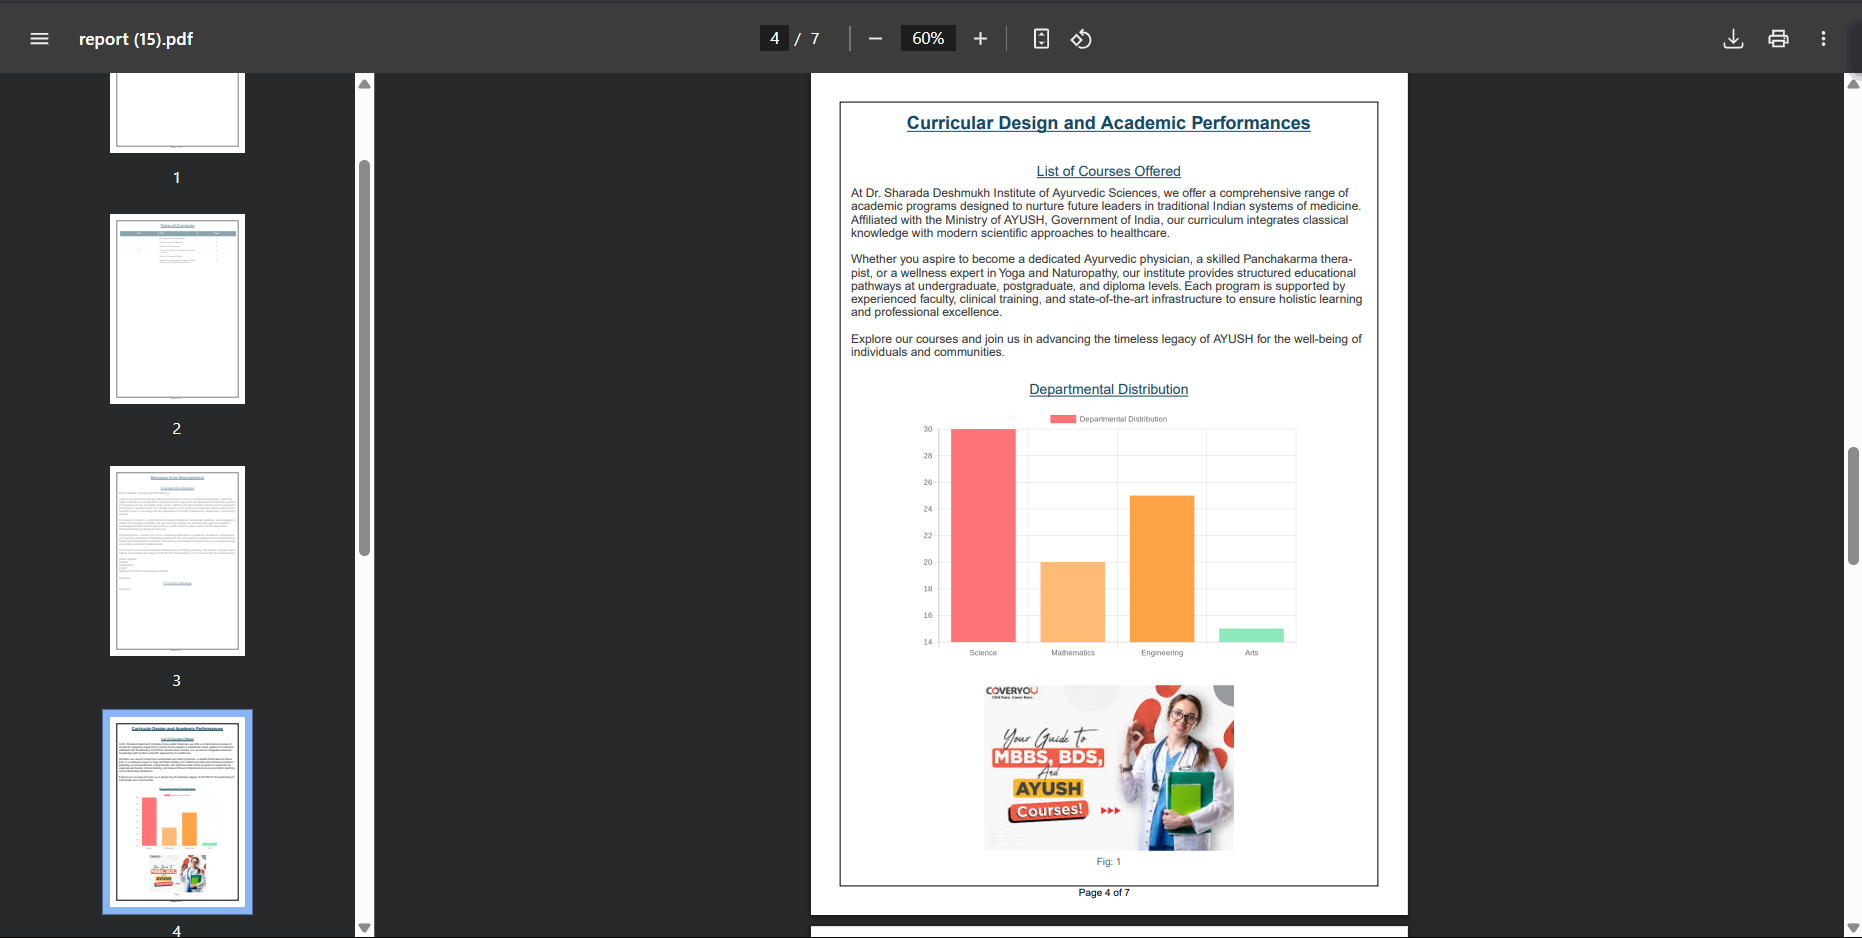 report (15).pdf
4 / 7
60%
1
2
3
4
Table of Contents
Message from Management
Curricular Design and Academic Performances
List of Courses Offered
At Dr. Sharada Deshmukh Institute of Ayurvedic Sciences, we offer a comprehensive range of
academic programs designed to nurture future leaders in traditional Indian systems of medicine.
Affiliated with the Ministry of AYUSH, Government of India, our curriculum integrates classical
knowledge with modern scientific approaches to healthcare.
Whether you aspire to become a dedicated Ayurvedic physician, a skilled Panchakarma thera-
pist, or a wellness expert in Yoga and Naturopathy, our institute provides structured educational
pathways at undergraduate, postgraduate, and diploma levels. Each program is supported by
experienced faculty, clinical training, and state-of-the-art infrastructure to ensure holistic learning
and professional excellence.
Explore our courses and join us in advancing the timeless legacy of AYUSH for the well-being of
individuals and communities.
Departmental Distribution
Departmental Distribution
30
28
26
24
22
20
18
16
14
Science Mathematics Engineering Arts
COVERYOU
Your Guide To
MBBS, BDS,
And
AYUSH
Courses!
Fig: 1
Page 4 of 7